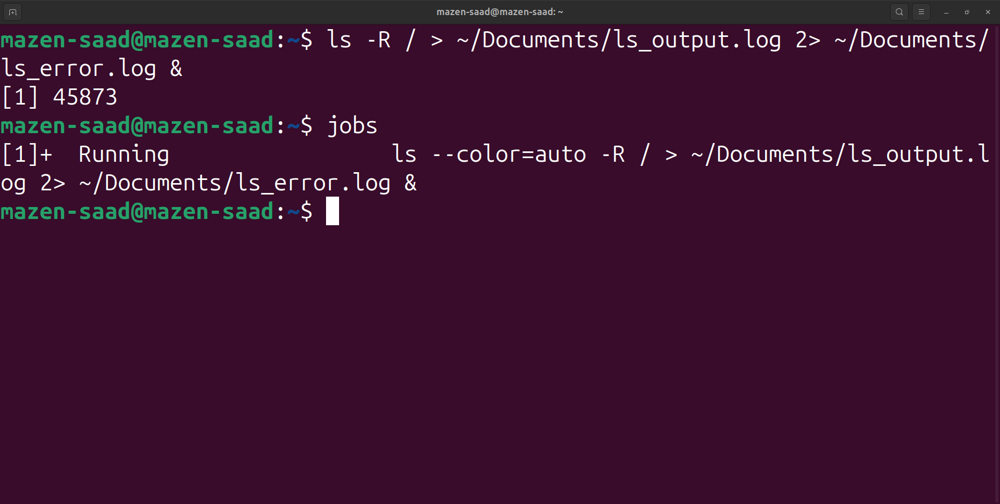 mazen-saad@mazen-saad: ~
mazen-saad@mazen-saad:~$ ls -R / > ~/Documents/ls_output.log 2> ~/Documents/
ls_error.log &
[1] 45873
mazen-saad@mazen-saad:~$ jobs
[1]+  Running                 ls --color=auto -R / > ~/Documents/ls_output.l
og 2> ~/Documents/ls_error.log &
mazen-saad@mazen-saad:~$